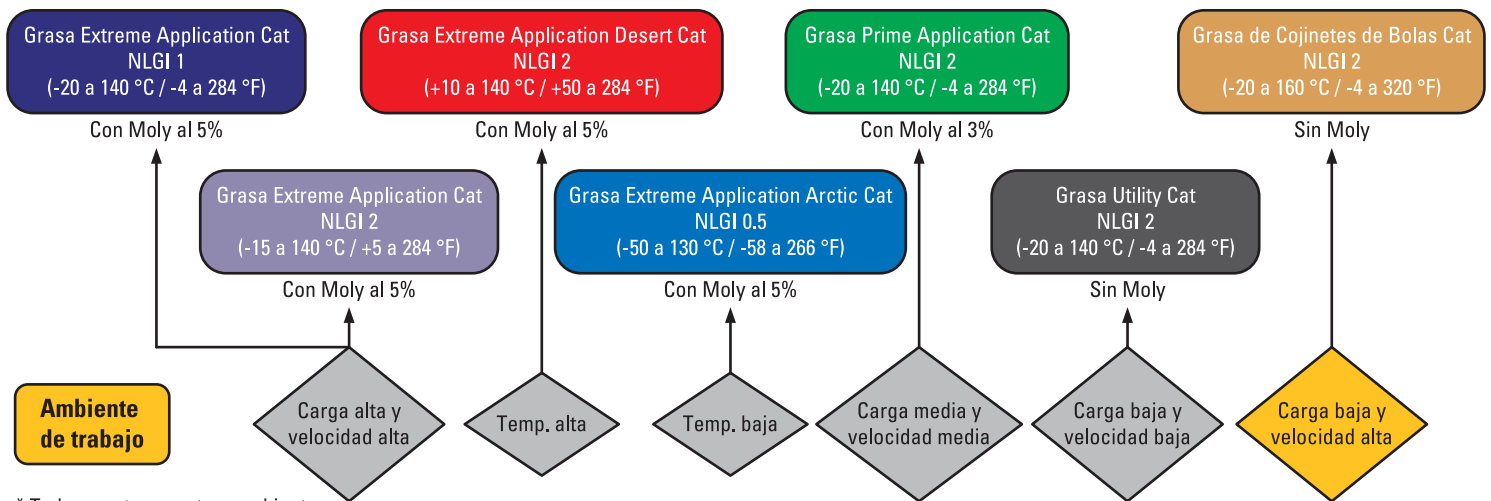 Grasa Extreme Application Cat
NLGI 1
(-20 a 140 °C / -4 a 284 °F)
Con Moly al 5%
Grasa Extreme Application Desert Cat
NLGI 2
(+10 a 140 °C / +50 a 284 °F)
Con Moly al 5%
Grasa Prime Application Cat
NLGI 2
(-20 a 140 °C / -4 a 284 °F)
Con Moly al 3%
Grasa de Cojinetes de Bolas Cat
NLGI 2
(-20 a 160 °C / -4 a 320 °F)
Sin Moly
Grasa Extreme Application Cat
NLGI 2
(-15 a 140 °C / +5 a 284 °F)
Con Moly al 5%
Grasa Extreme Application Arctic Cat
NLGI 0.5
(-50 a 130 °C / -58 a 266 °F)
Con Moly al 5%
Grasa Utility Cat
NLGI 2
(-20 a 140 °C / -4 a 284 °F)
Sin Moly
Ambiente
de trabajo
Carga alta y
velocidad alta
Temp. alta
Temp. baja
Carga media y
velocidad media
Carga baja y
velocidad baja
Carga baja y
velocidad alta